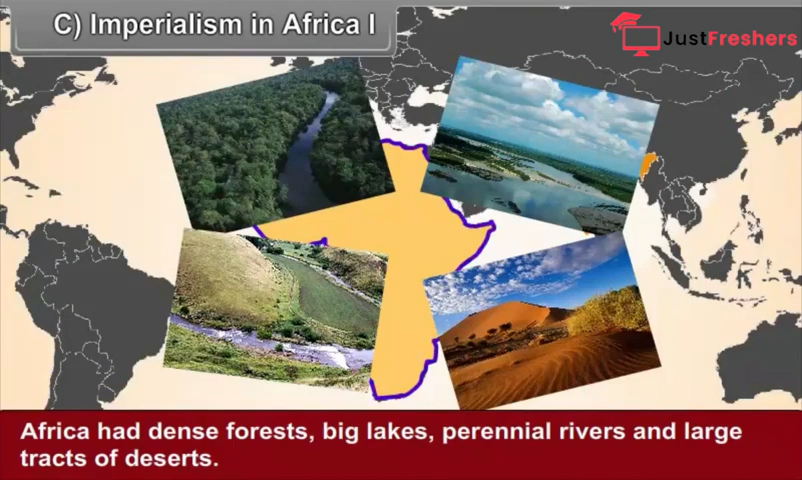 C) Imperialism in Africa I
JustFreshers
Africa had dense forests, big lakes, perennial rivers and large
tracts of deserts.